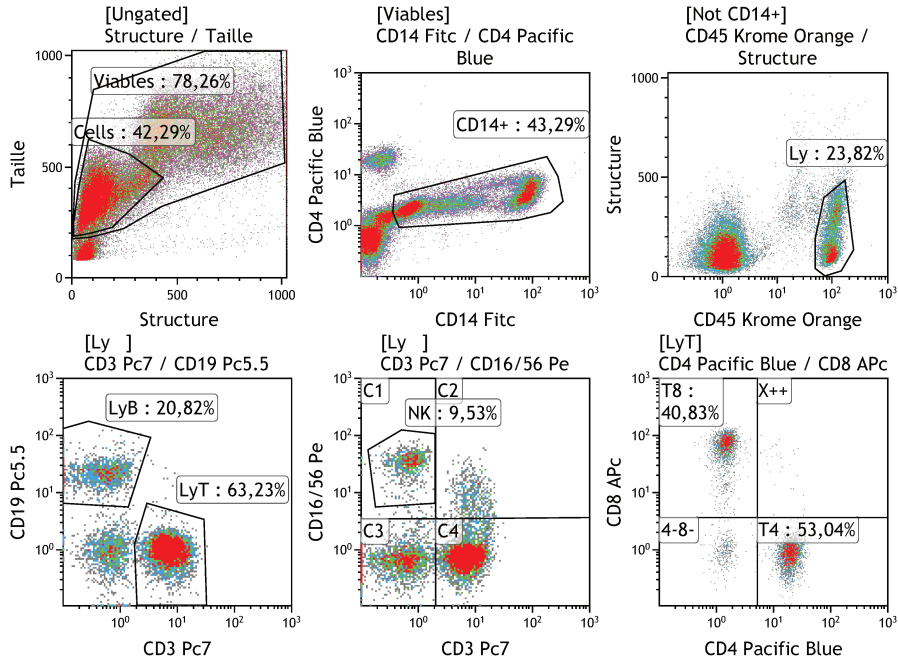 [Ungated]
Structure / Taille
Taille
1000
500
0
Viables : 78,26%
Cells : 42,29%
0
500
1000
Structure
[Viables]
CD14 Fitc / CD4 Pacific
Blue
CD4 Pacific Blue
10³
10²
10¹
10⁰
CD14+ : 43,29%
10⁰
10¹
10²
10³
CD14 Fitc
[Not CD14+]
CD45 Krome Orange /
Structure
Structure
1000
500
0
Ly : 23,82%
10⁰
10¹
10²
10³
CD45 Krome Orange
[Ly ]
CD3 Pc7 / CD19 Pc5.5
CD19 Pc5.5
10³
10²
10¹
10⁰
LyB : 20,82%
LyT : 63,23%
10⁰
10¹
10²
10³
CD3 Pc7
[Ly ]
CD3 Pc7 / CD16/56 Pe
CD16/56 Pe
10³
10²
10¹
10⁰
C1
C2
NK : 9,53%
C3
C4
10⁰
10¹
10²
10³
CD3 Pc7
[LyT]
CD4 Pacific Blue / CD8 APc
CD8 APc
10³
10²
10¹
10⁰
T8 :
40,83%
X++
4-8-
T4 : 53,04%
10⁰
10¹
10²
10³
CD4 Pacific Blue